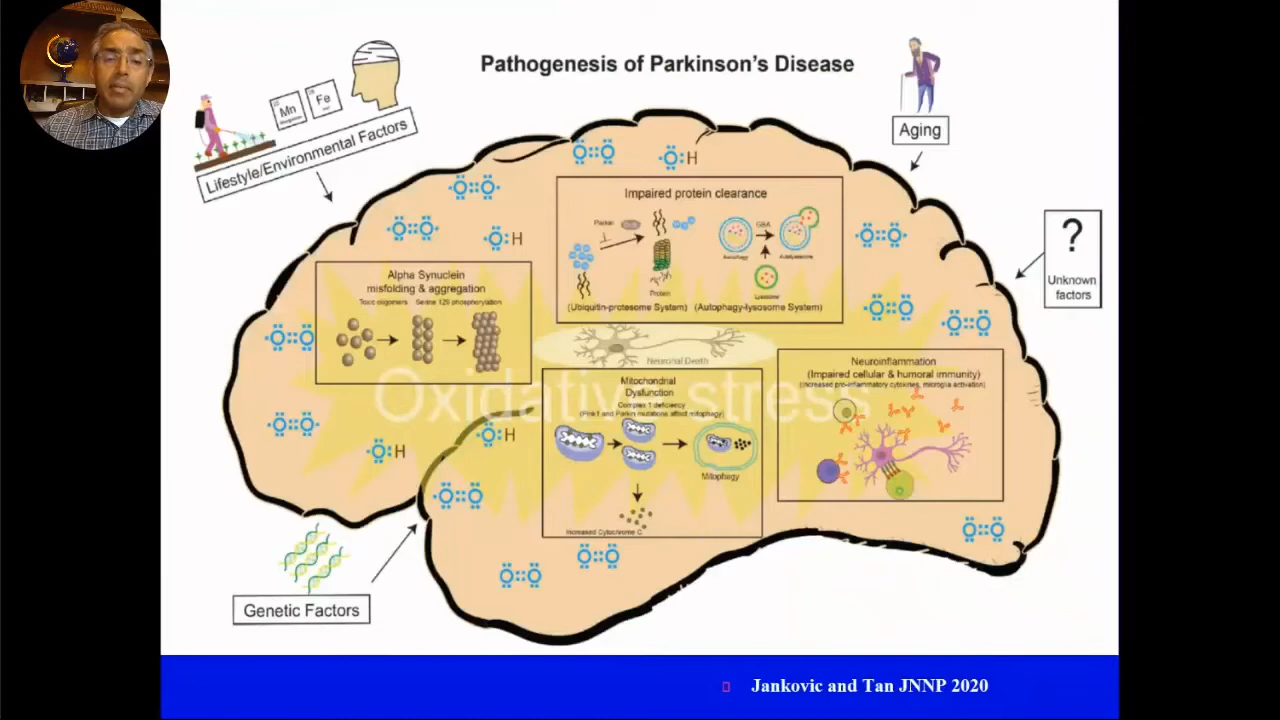 Pathogenesis of Parkinson's Disease
Mn
Fe
Lifestyle/Environmental Factors
Aging
?
Unknown
factors
Impaired protein clearance
Parkin
GBA
Autophagy
Lysosome
Protein
(Ubiquitin-protesome System)
(Autophagy-lysosome System)
Alpha Synuclein
misfolding & aggregation
Toxic oligomers
Serine 129 phosphorylation
Neuronal Death
Oxidative stress
Mitochondrial
Dysfunction
Complex 1 deficiency
(Pink1 and Parkin mutations affect mitophagy)
Mitophagy
Increased Cytochrome C
Neuroinflammation
(Impaired cellular & humoral immunity)
(Increased pro-inflammatory cytokines, microglia activation)
O::O
O::O
O:H
O::O
O:H
O::O
O::O
O::O
O::O
O::O
O:H
O:H
O::O
O::O
O::O
O::O
Genetic Factors
Jankovic and Tan JNNP 2020